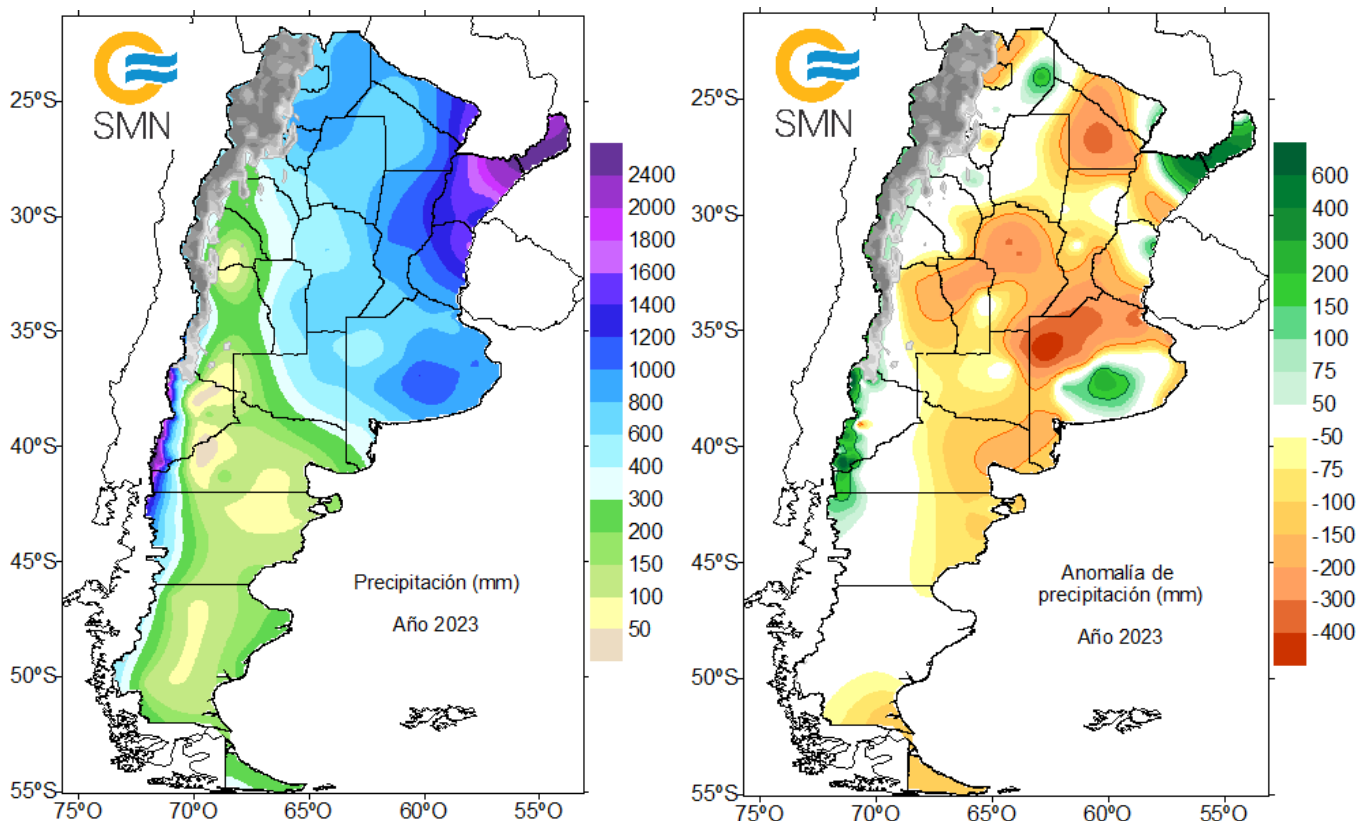 SMN
25ºS
30ºS
35ºS
40ºS
45ºS
50ºS
55ºS
75ºO
70ºO
65ºO
60ºO
55ºO
Precipitación (mm)
Año 2023
2400
2000
1800
1600
1400
1200
1000
800
600
400
300
200
150
100
50
SMN
25ºS
30ºS
35ºS
40ºS
45ºS
50ºS
55ºS
75ºO
70ºO
65ºO
60ºO
55ºO
Anomalía de
precipitación (mm)
Año 2023
600
400
300
200
150
100
75
50
-50
-75
-100
-150
-200
-300
-400